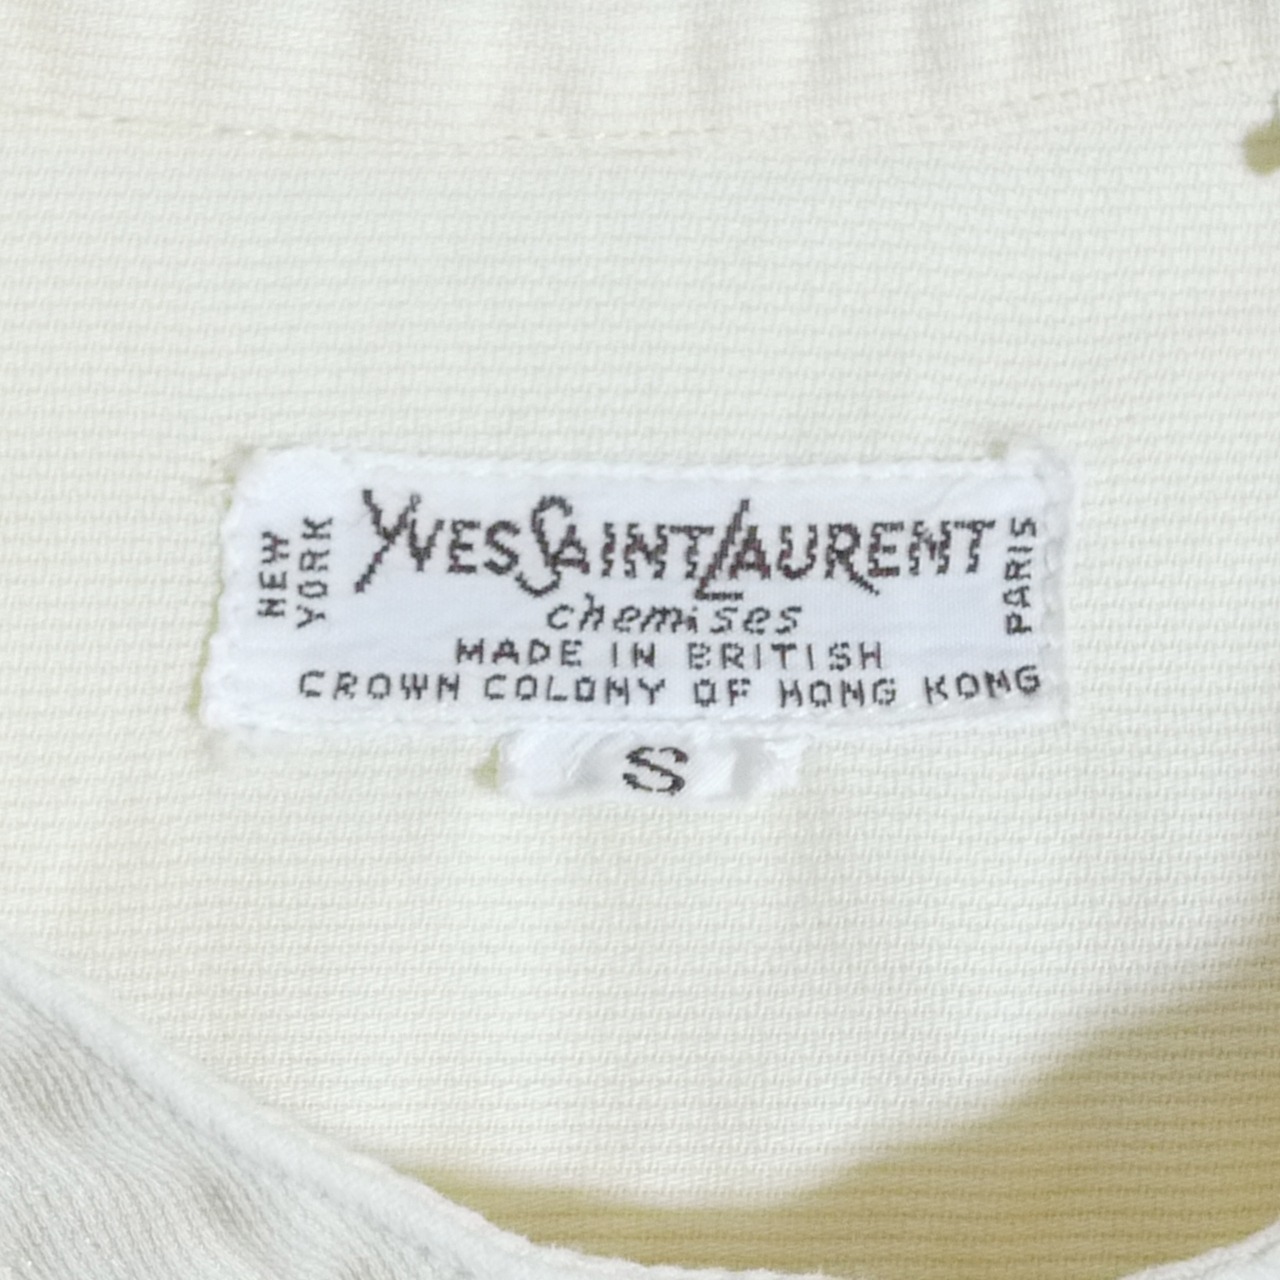 NEW
YORK
YVES SAINT LAURENT
PARIS
chemises
MADE IN BRITISH
CROWN COLONY OF HONG KONG
S